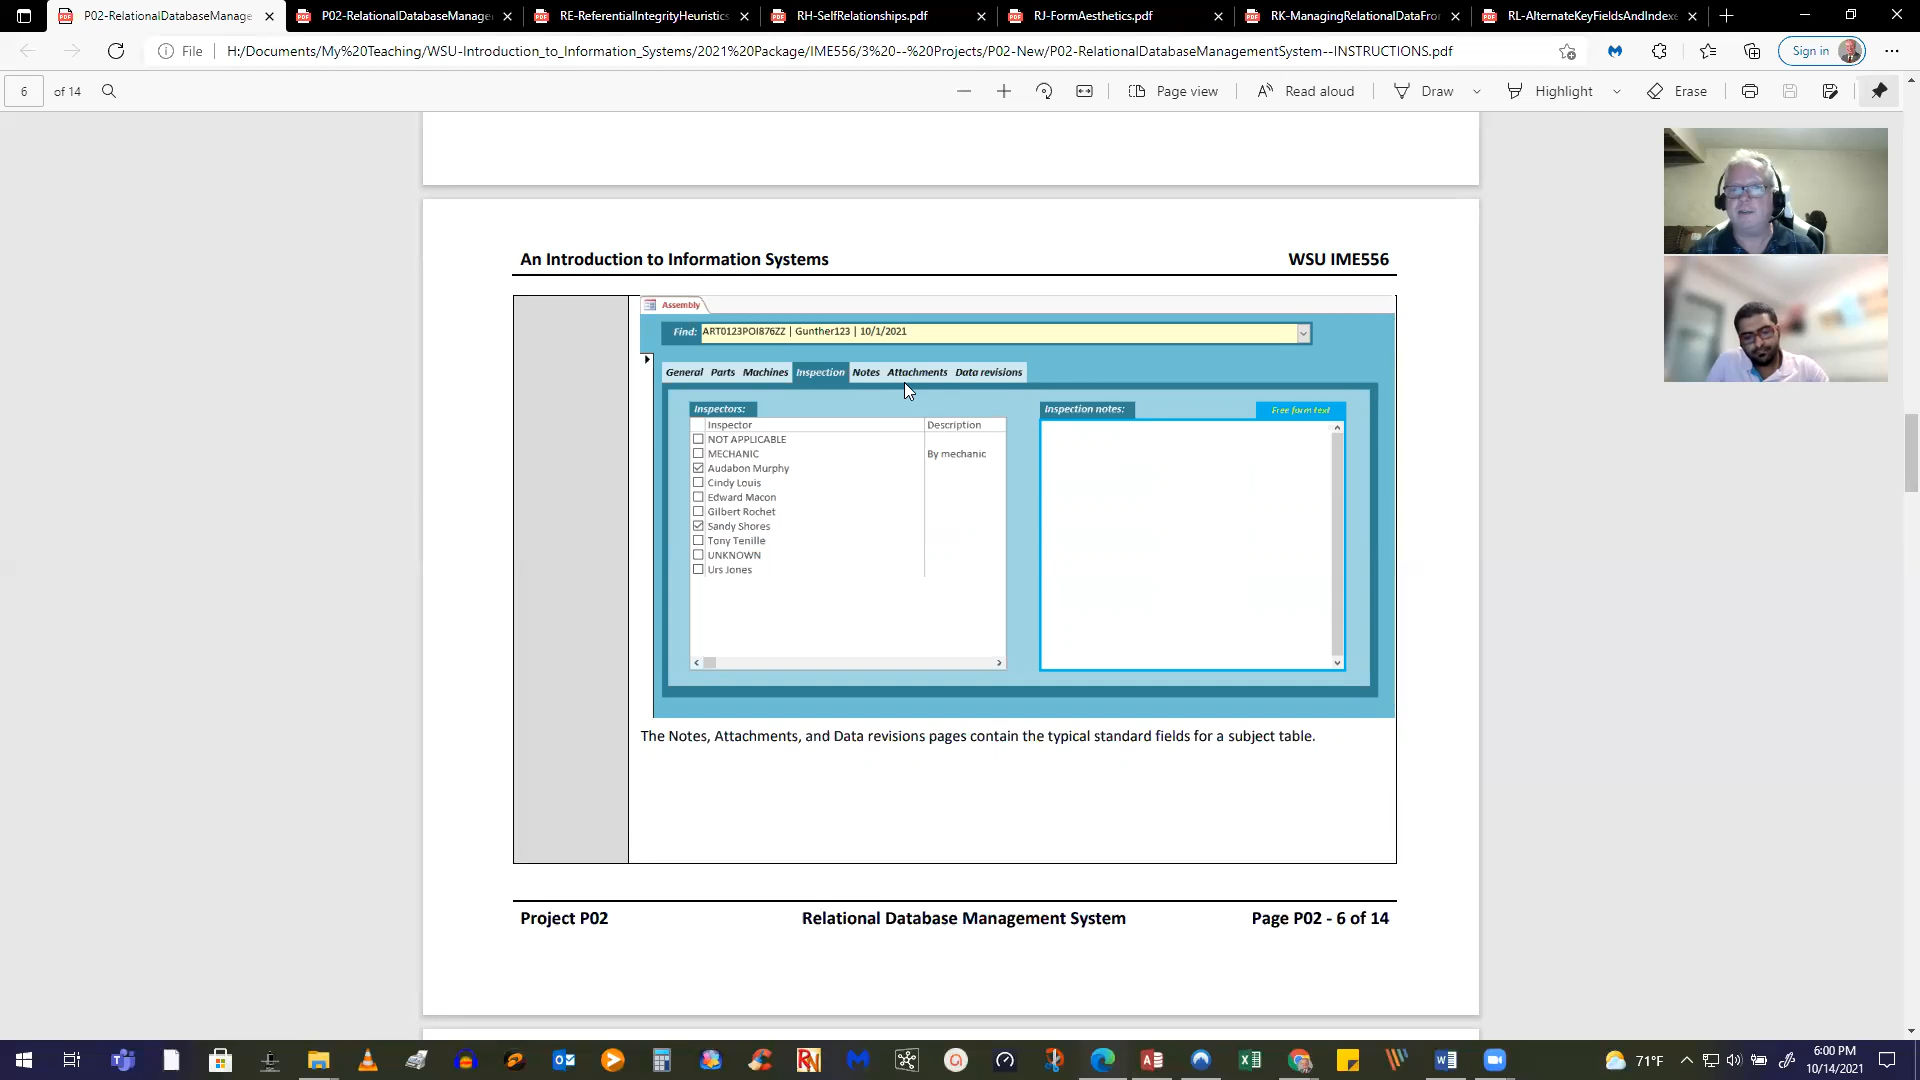 P02-RelationalDatabaseManage
P02-RelationalDatabaseManage
RE-ReferentialIntegrityHeuristics
RH-SelfRelationships.pdf
RJ-FormAesthetics.pdf
RK-ManagingRelationalDataFro
RL-AlternateKeyFieldsAndIndexe
File
H:/Documents/My%20Teaching/WSU-Introduction_to_Information_Systems/2021%20Package/IME556/3%20--%20Projects/P02-New/P02-RelationalDatabaseManagementSystem--INSTRUCTIONS.pdf
Sign in
6
of 14
Page view
Read aloud
Draw
Highlight
Erase
An Introduction to Information Systems
WSU IME556
Assembly
Find: ART0123POI876ZZ | Gunther123 | 10/1/2021
General Parts Machines Inspection Notes Attachments Data revisions
Inspectors:
Inspector Description
NOT APPLICABLE
MECHANIC By mechanic
Audabon Murphy
Cindy Louis
Edward Macon
Gilbert Rochet
Sandy Shores
Tony Tenille
UNKNOWN
Urs Jones
Inspection notes:
Free form text
The Notes, Attachments, and Data revisions pages contain the typical standard fields for a subject table.
Project P02
Relational Database Management System
Page P02 - 6 of 14
71°F
6:00 PM
10/14/2021